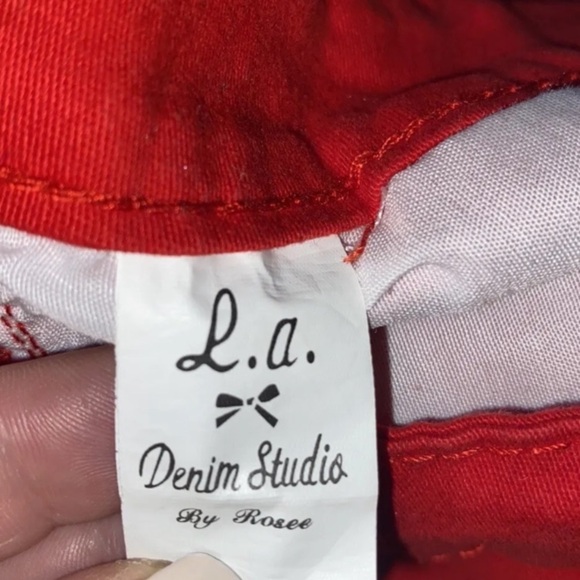 L.a.
Denim Studio
By Rosee